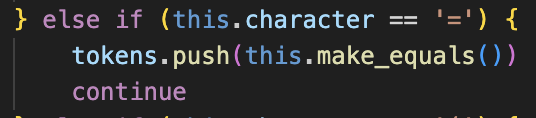 } else if (this.character == '=') {
tokens.push(this.make_equals())
continue